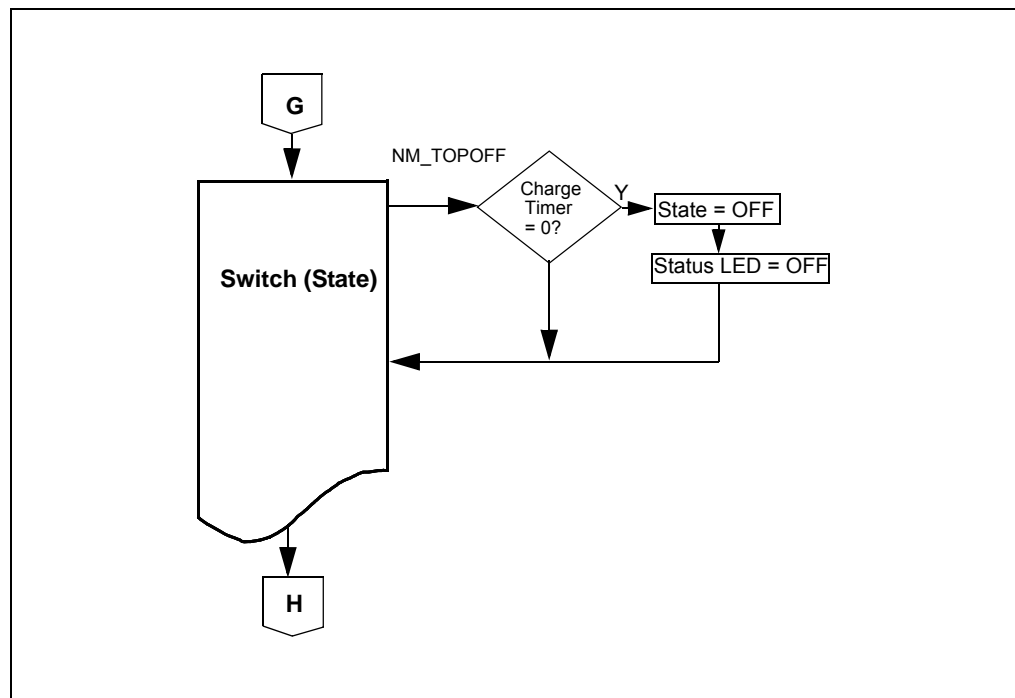 G
NM_TOPOFF
Charge
Timer
= 0?
Y
State = OFF
Switch (State)
Status LED = OFF
H